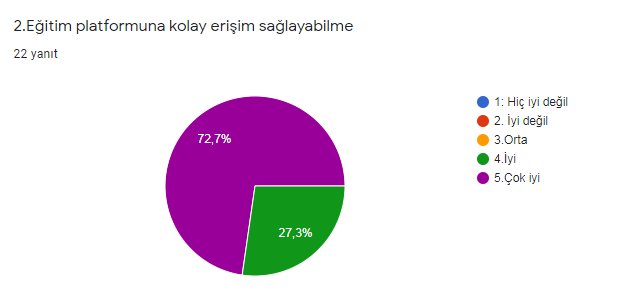 2.Eğitim platformuna kolay erişim sağlayabilme
22 yanıt
72,7%
27,3%
1: Hiç iyi değil
2. İyi değil
3.Orta
4.İyi
5.Çok iyi